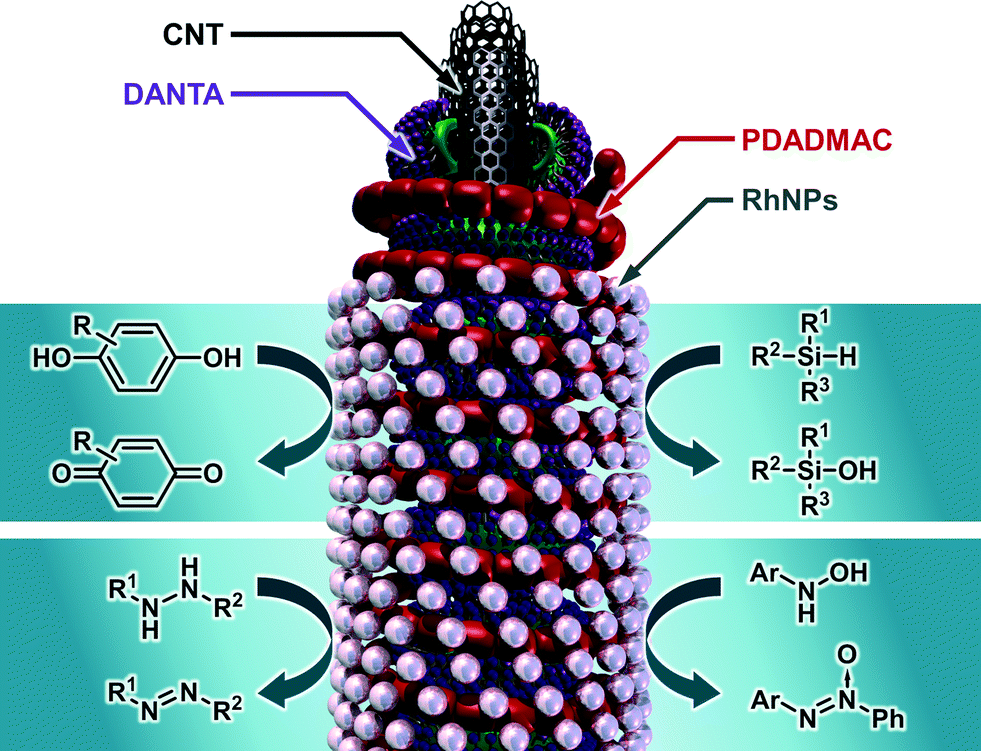 CNT
DANTA
PDADMAC
RhNPs
R
HO
OH
R
O
O
R¹
R²
Si
H
R³
R¹
R²
Si
OH
R³
H
R¹
N
N
R²
H
R¹
N
N
R²
Ar
N
OH
H
O
Ar
N
N
Ph